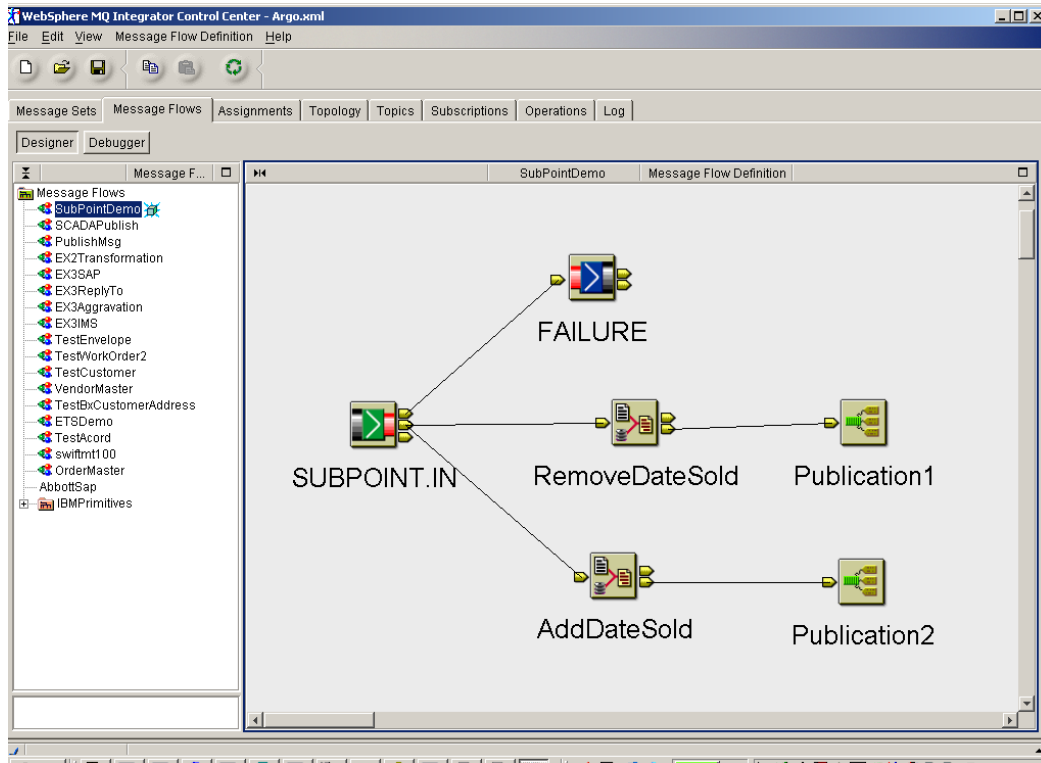 WebSphere MQ Integrator Control Center - Argo.xml
File Edit View Message Flow Definition Help
Message Sets Message Flows Assignments Topology Topics Subscriptions Operations Log
Designer Debugger
Message F...
SubPointDemo Message Flow Definition
Message Flows
SubPointDemo
SCADAPublish
PublishMsg
EX2Transformation
EX3SAP
EX3ReplyTo
EX3Aggravation
EX3IMS
TestEnvelope
TestWorkOrder2
TestCustomer
VendorMaster
TestBxCustomerAddress
ETSDemo
TestAcord
swiftmt100
OrderMaster
AbbottSap
IBMPrimitives
FAILURE
SUBPOINT.IN
RemoveDateSold
Publication1
AddDateSold
Publication2